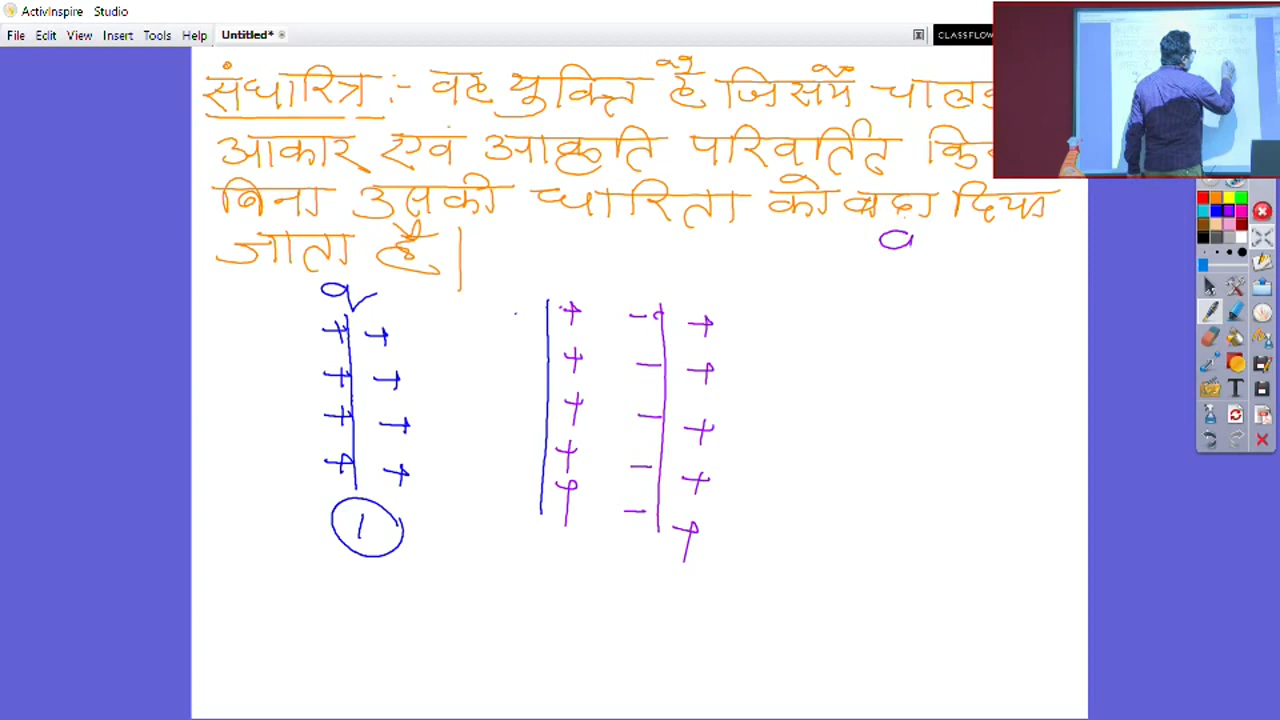 ActivInspire Studio
File Edit View Insert Tools Help Untitled*
CLASSFLOW
संधारित्र :- वह युक्ति है जिसमें चालक
आकार एवं आकृति परिवर्तित
बिना उसकी धारिता को बढ़ा दिया
जाता है|
q
+ + + - +
+ + + - +
+ + + - +
+ + + - +
+ - +
1